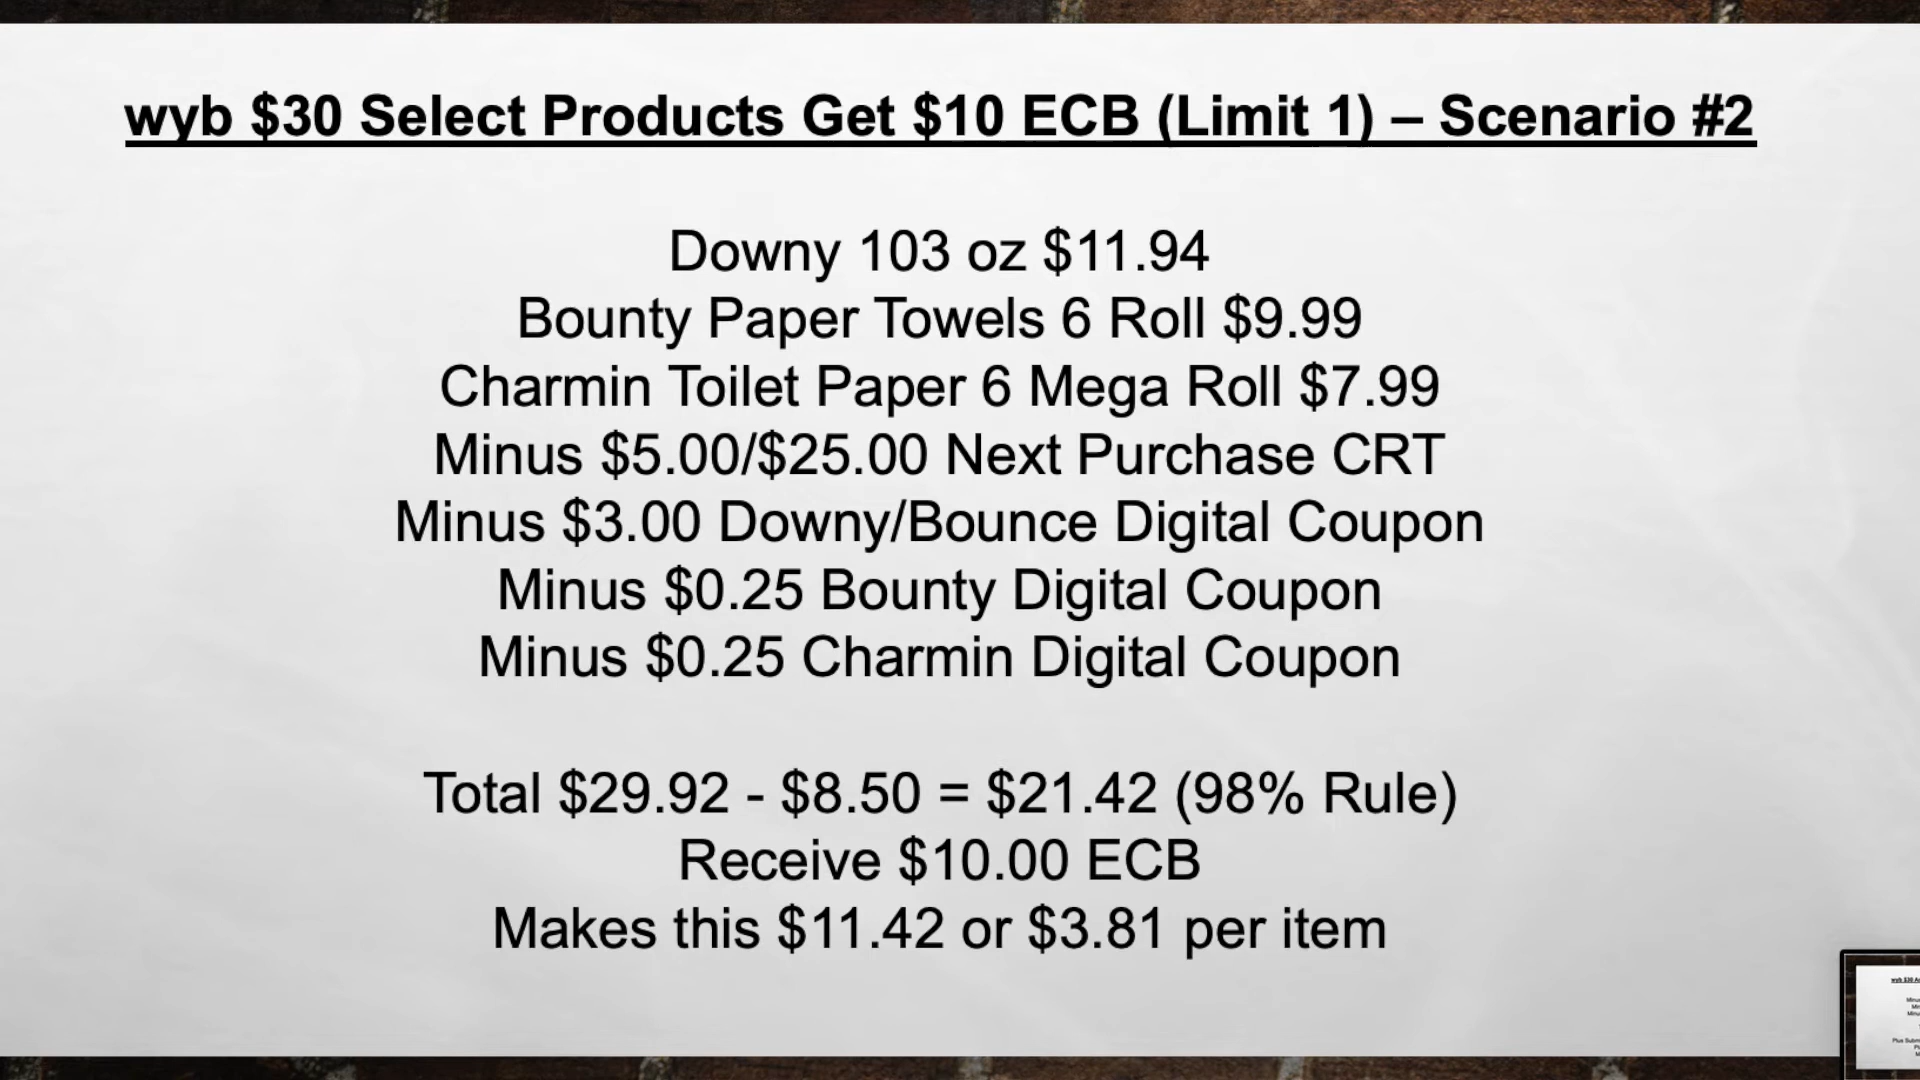 wyb $30 Select Products Get $10 ECB (Limit 1) – Scenario #2
Downy 103 oz $11.94
Bounty Paper Towels 6 Roll $9.99
Charmin Toilet Paper 6 Mega Roll $7.99
Minus $5.00/$25.00 Next Purchase CRT
Minus $3.00 Downy/Bounce Digital Coupon
Minus $0.25 Bounty Digital Coupon
Minus $0.25 Charmin Digital Coupon
Total $29.92 - $8.50 = $21.42 (98% Rule)
Receive $10.00 ECB
Makes this $11.42 or $3.81 per item